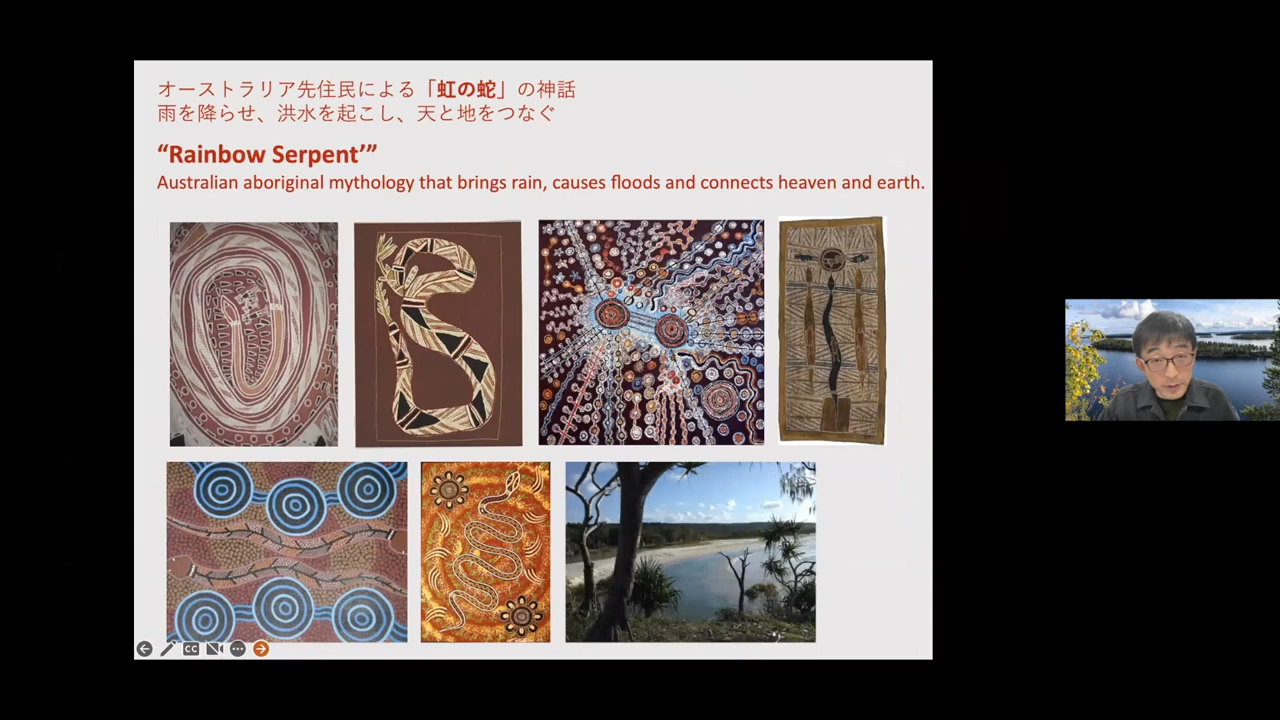 オーストラリア先住民による「虹の蛇」の神話
雨を降らせ、洪水を起こし、天と地をつなぐ
“Rainbow Serpent’”
Australian aboriginal mythology that brings rain, causes floods and connects heaven and earth.
CC